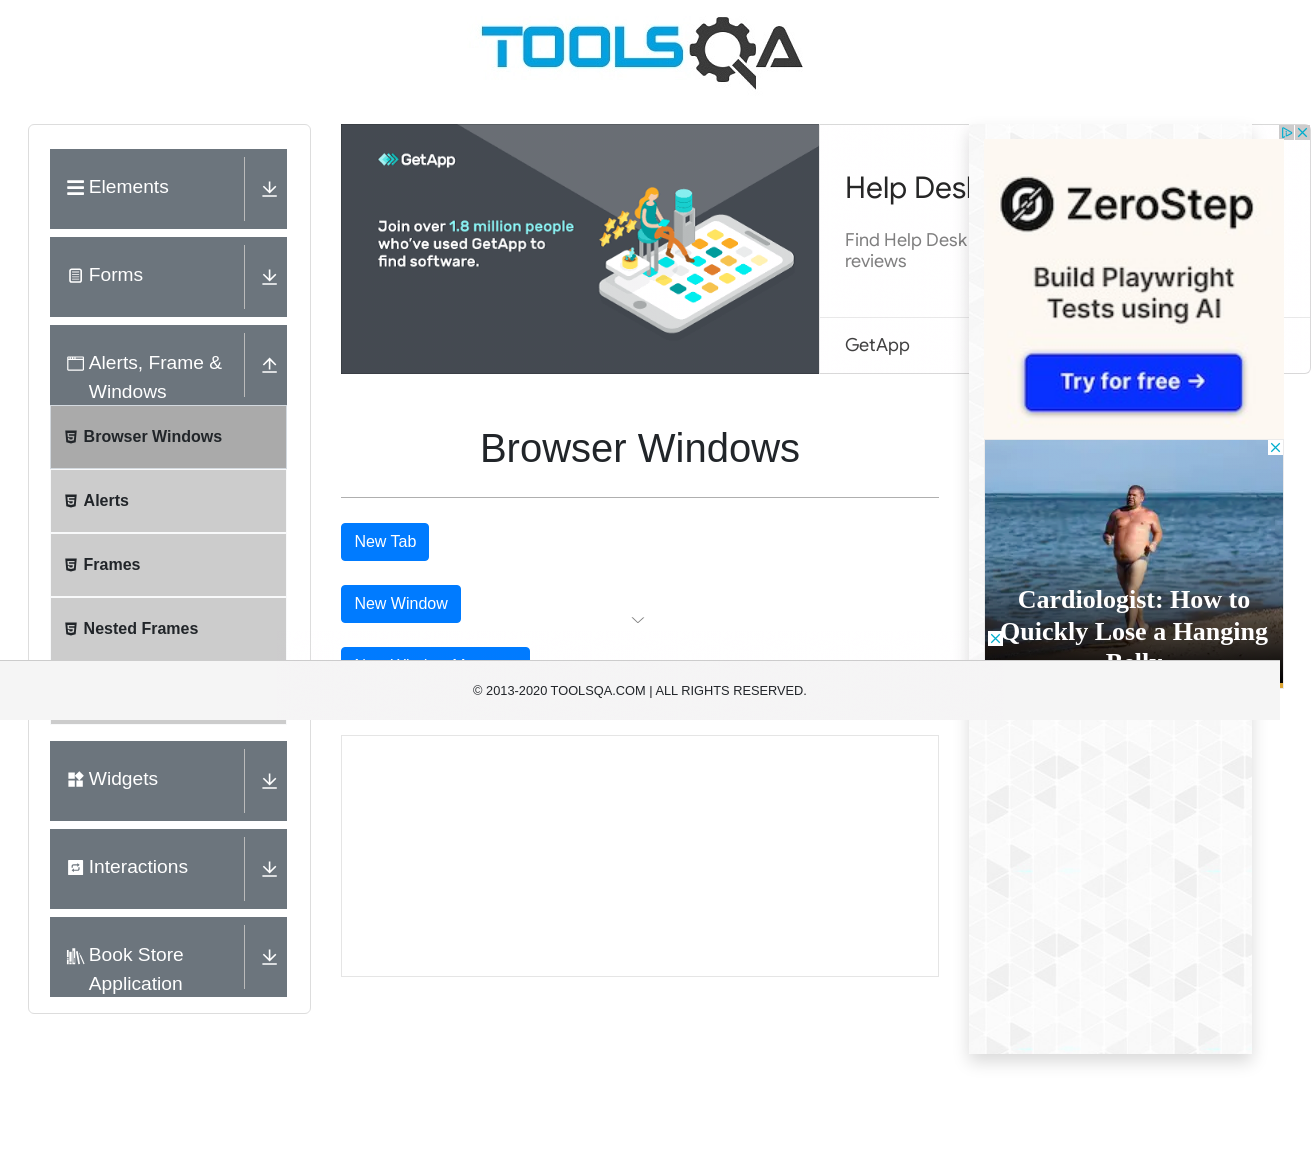 TOOLSQA
Elements
Forms
Alerts, Frame &
Windows
Browser Windows
Alerts
Frames
Nested Frames
Widgets
Interactions
Book Store
Application
GetApp
Join over 1.8 million people
who've used GetApp to
find software.
Help Desk
Find Help Desk
reviews
GetApp
Browser Windows
New Tab
New Window
ZeroStep
Build Playwright
Tests using AI
Try for free →
Cardiologist: How to
Quickly Lose a Hanging
© 2013-2020 TOOLSQA.COM | ALL RIGHTS RESERVED.